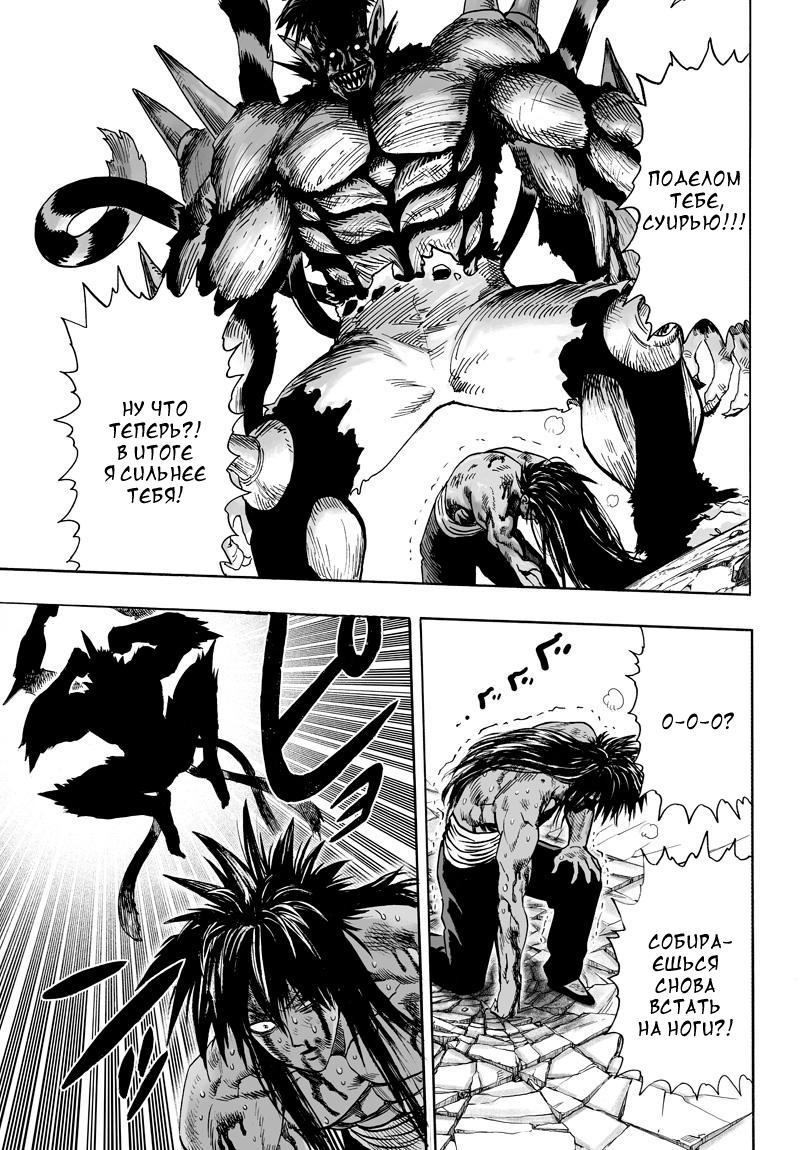 ПОДЕЛОМ
ТЕБЕ,
СУИРЬЮ!!!
НУ ЧТО
ТЕПЕРЬ?!
В ИТОГЕ
Я СИЛЬНЕЕ
ТЕБЯ!
О-О-О?
СОБИРА-
ЕШЬСЯ
СНОВА
ВСТАТЬ
НА НОГИ?!